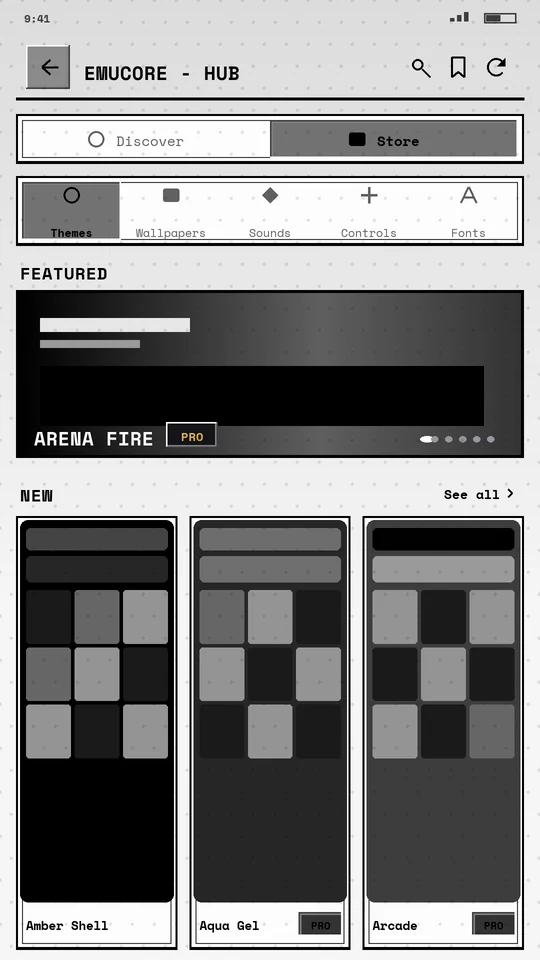 9:41
EMUCORE - HUB
Discover
Store
Themes
Wallpapers
Sounds
Controls
Fonts
FEATURED
ARENA FIRE
PRO
NEW
See all
Amber Shell
Aqua Gel
PRO
Arcade
PRO